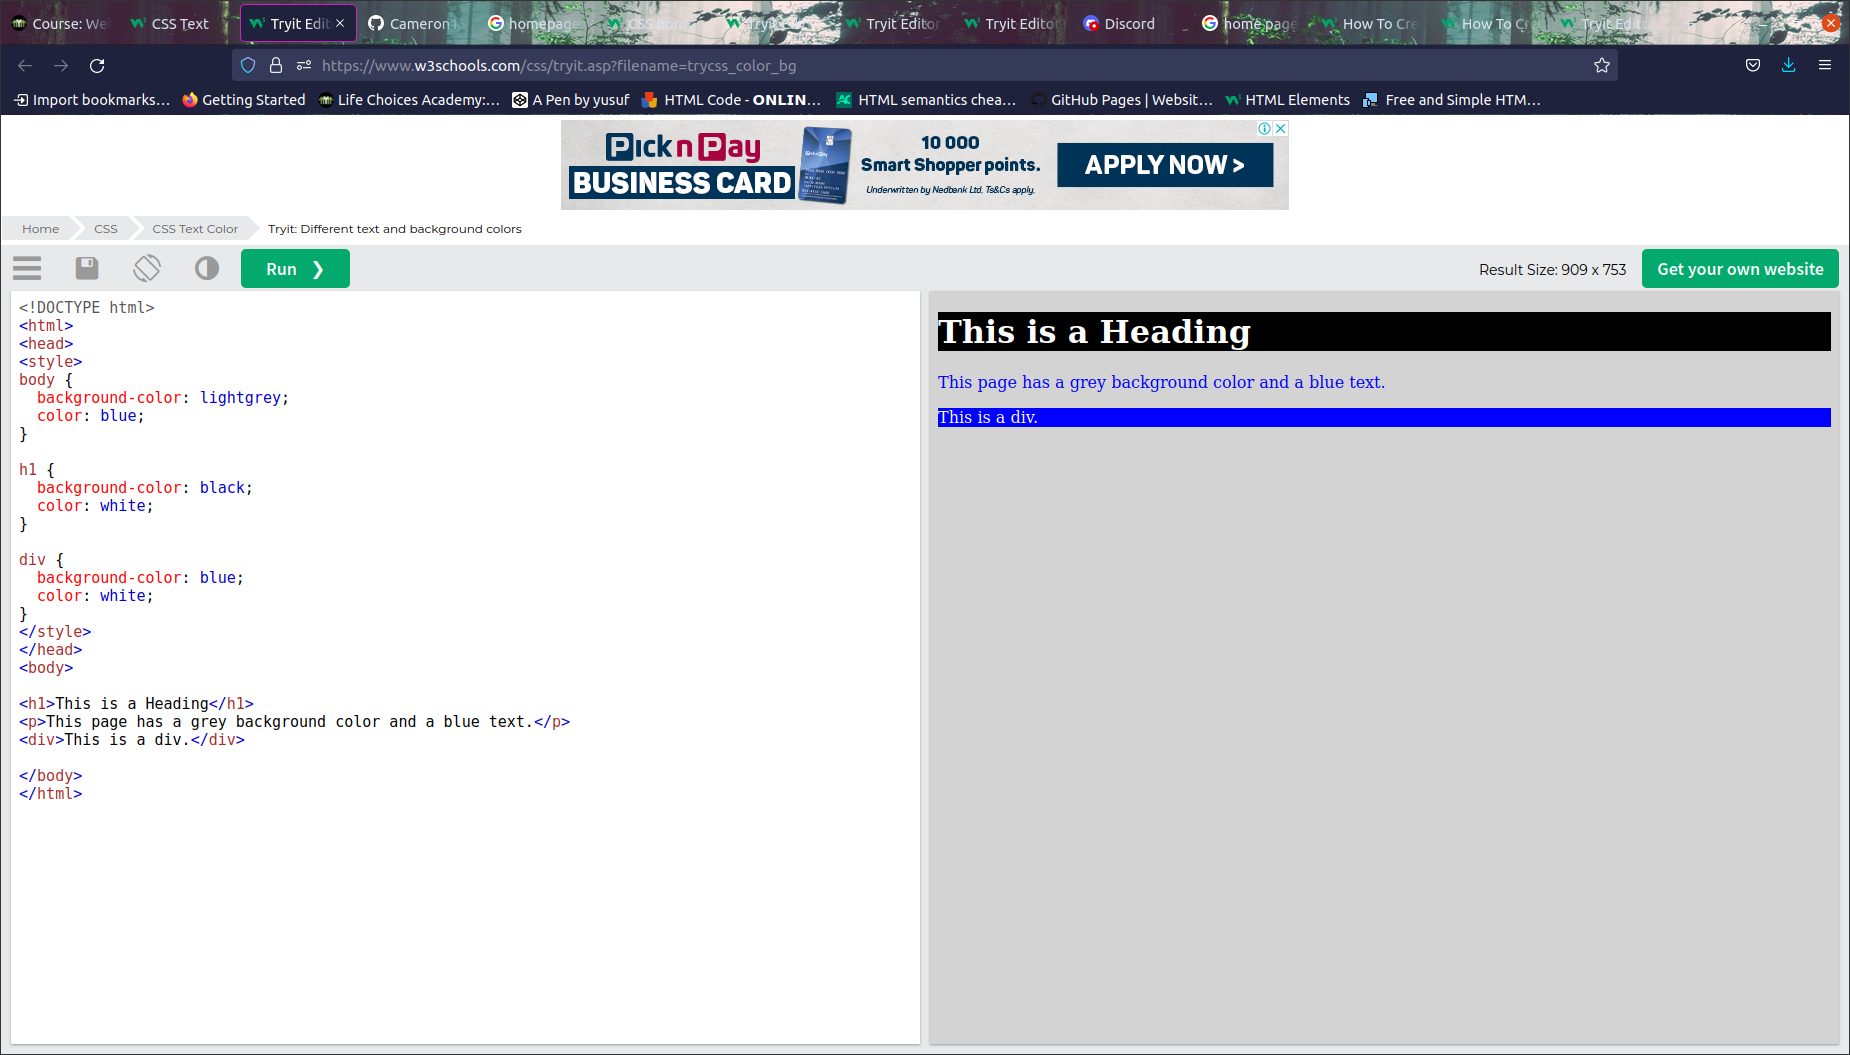 Course: We
CSS Text
Tryit Edit
Cameron
homepage
CSS
Tryit Editor
Tryit Editor
Discord
home page
How To Cre
How To Cre
Tryit Edi
https://www.w3schools.com/css/tryit.asp?filename=trycss_color_bg
Import bookmarks…
Getting Started
Life Choices Academy:…
A Pen by yusuf
HTML Code - ONLIN…
HTML semantics chea…
GitHub Pages | Websit…
HTML Elements
Free and Simple HTM…
Pick n Pay
BUSINESS CARD
10 000
Smart Shopper points.
Underwritten by Nedbank Ltd. Ts&Cs apply.
APPLY NOW >
Home
CSS
CSS Text Color
Tryit: Different text and background colors
Run ❯
Result Size: 909 x 753
Get your own website
<!DOCTYPE html>
<html>
<head>
<style>
body {
  background-color: lightgrey;
  color: blue;
}
h1 {
  background-color: black;
  color: white;
}
div {
  background-color: blue;
  color: white;
}
</style>
</head>
<body>
<h1>This is a Heading</h1>
<p>This page has a grey background color and a blue text.</p>
<div>This is a div.</div>
</body>
</html>
This is a Heading
This page has a grey background color and a blue text.
This is a div.